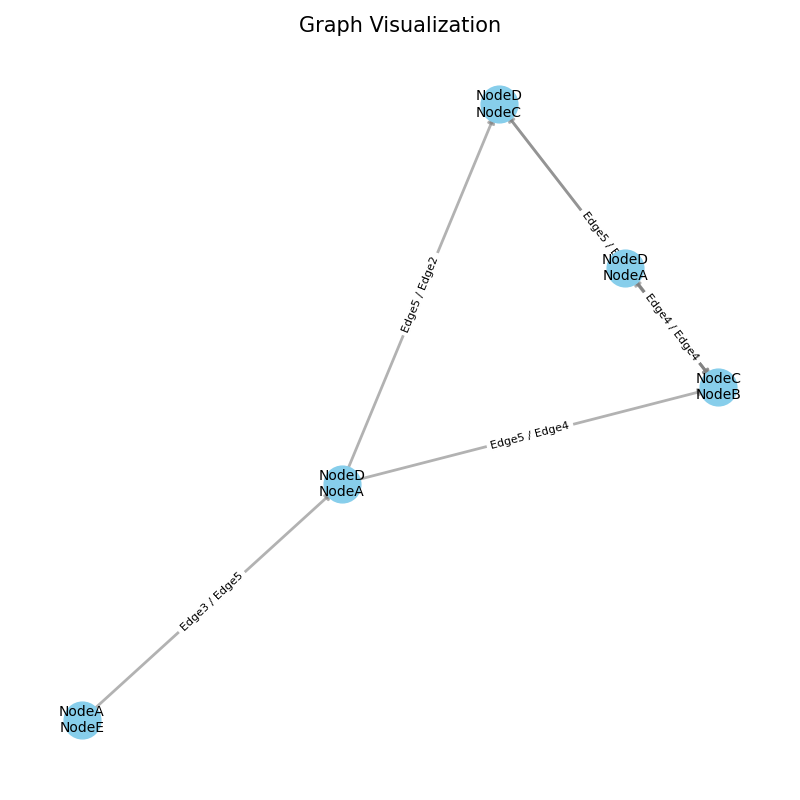 Graph Visualization
NodeD
NodeC
Edge5 /
NodeD
NodeA
Edge5 / Edge2
Edge4 / Edge4
NodeC
NodeB
Edge5 / Edge4
NodeD
NodeA
Edge3 / Edge5
NodeA
NodeE